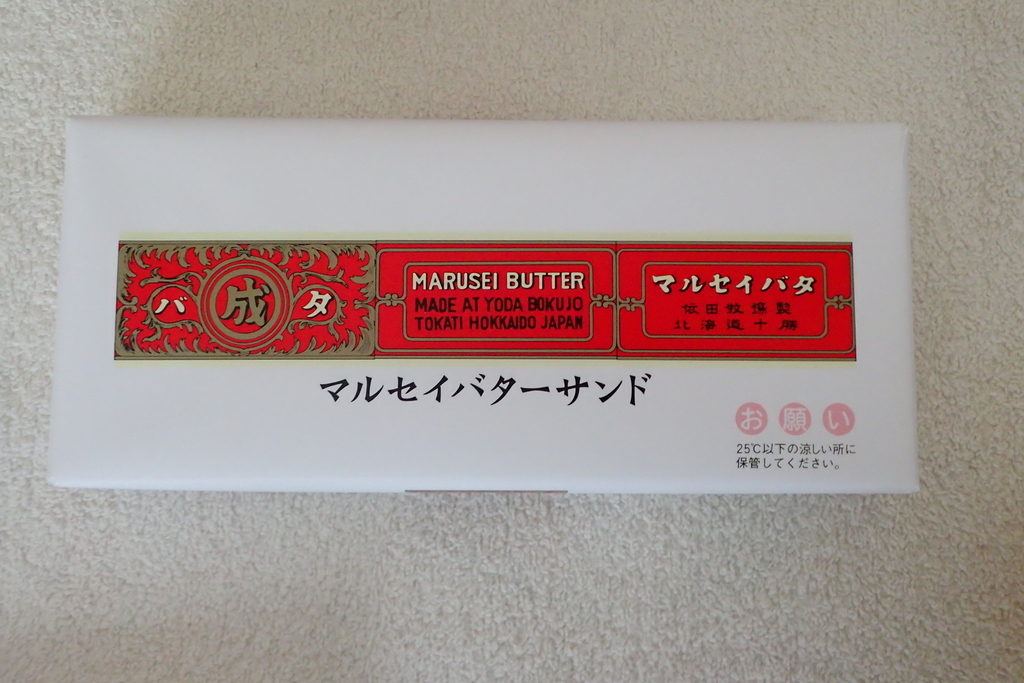 バ 成 タ
MARUSEI BUTTER
MADE AT YODA BOKUJO
TOKATI HOKKAIDO JAPAN
マルセイバタ
依田牧場製
北海道十勝
マルセイバターサンド
お願い
25℃以下の涼しい所に
保管してください。